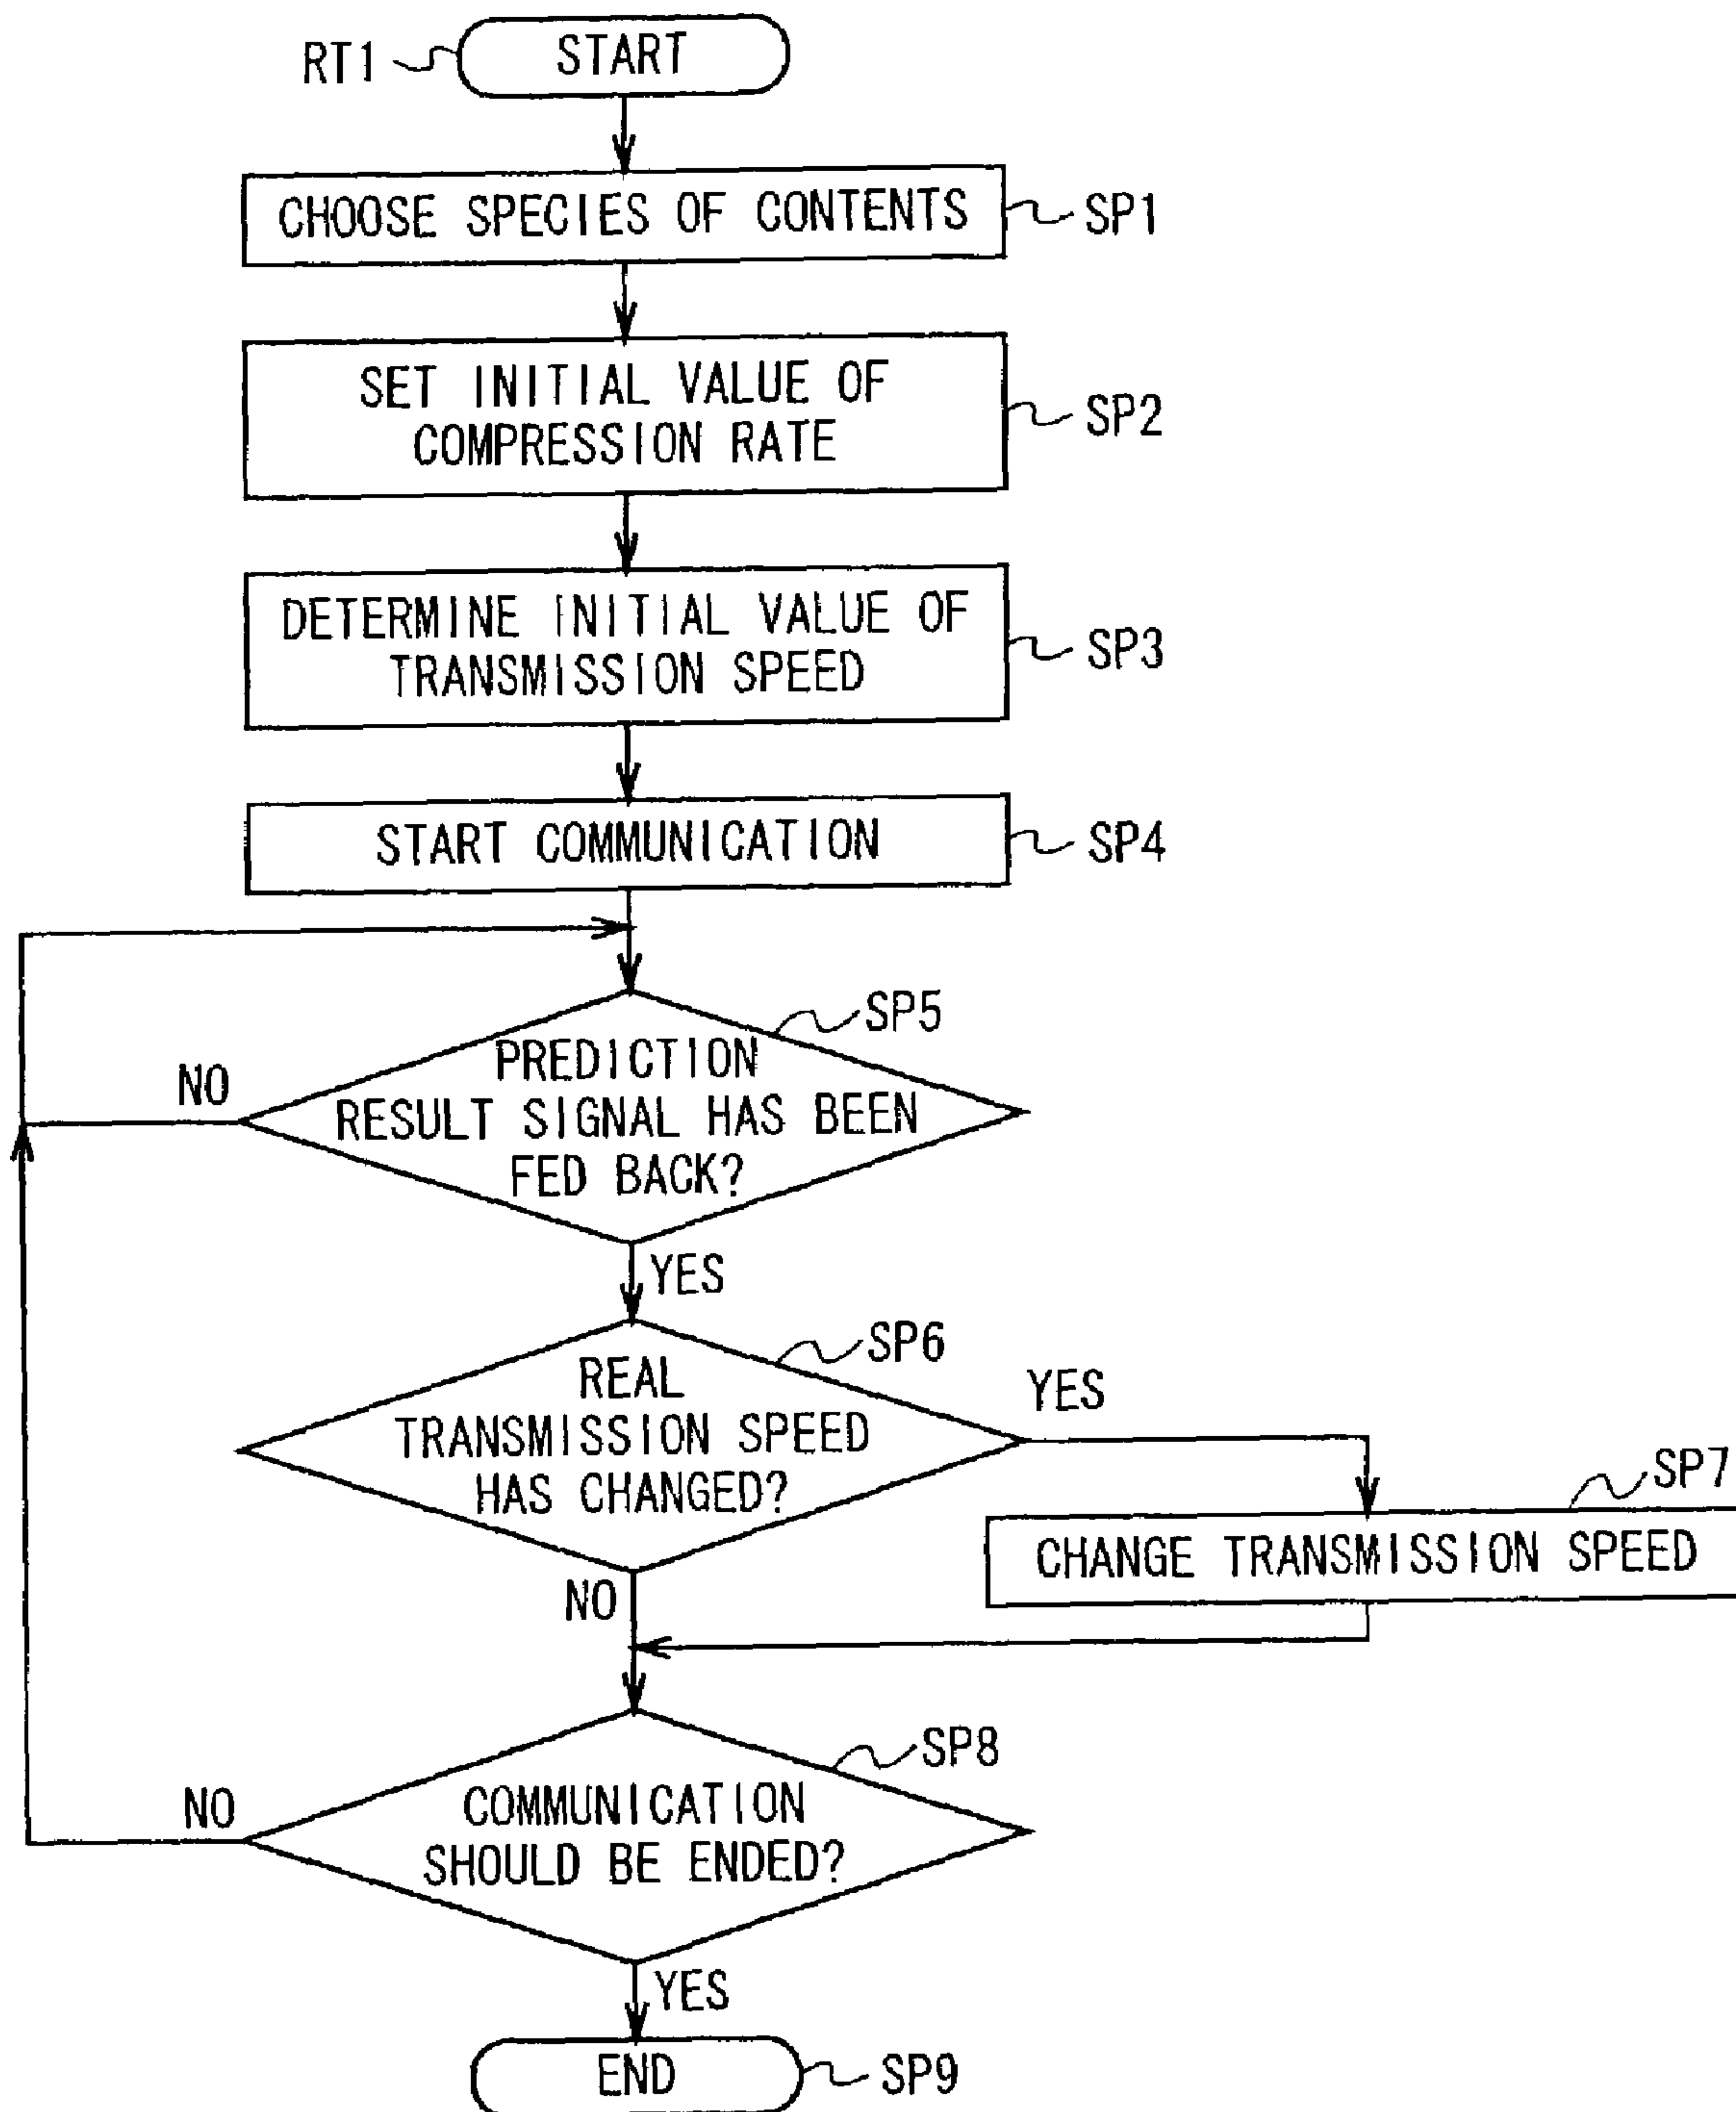 RT1
START
CHOOSE SPECIES OF CONTENTS
SP1
SET INITIAL VALUE OF
COMPRESSION RATE
SP2
DETERMINE INITIAL VALUE OF
TRANSMISSION SPEED
SP3
START COMMUNICATION
SP4
SP5
PREDICTION
RESULT SIGNAL HAS BEEN
FED BACK?
NO
YES
SP6
REAL
TRANSMISSION SPEED
HAS CHANGED?
YES
SP7
CHANGE TRANSMISSION SPEED
NO
SP8
COMMUNICATION
SHOULD BE ENDED?
NO
YES
END
SP9